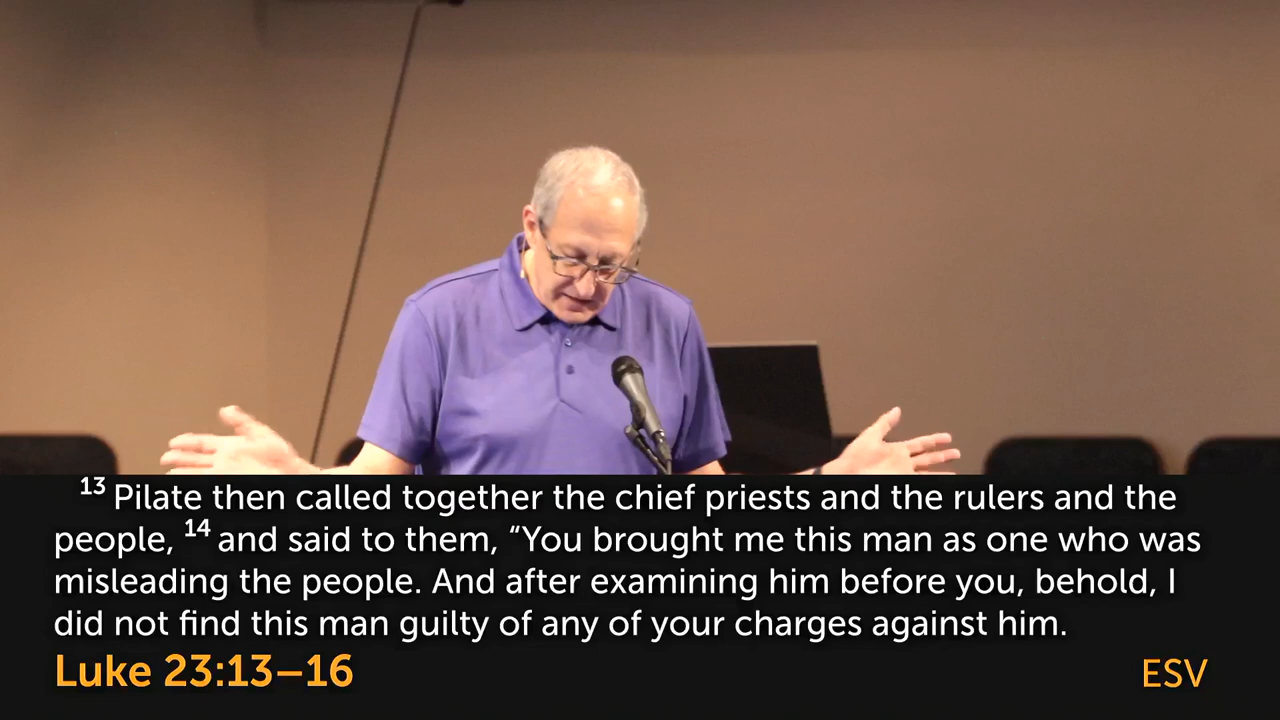 13 Pilate then called together the chief priests and the rulers and the
people, 14 and said to them, “You brought me this man as one who was
misleading the people. And after examining him before you, behold, I
did not find this man guilty of any of your charges against him.
Luke 23:13–16
ESV